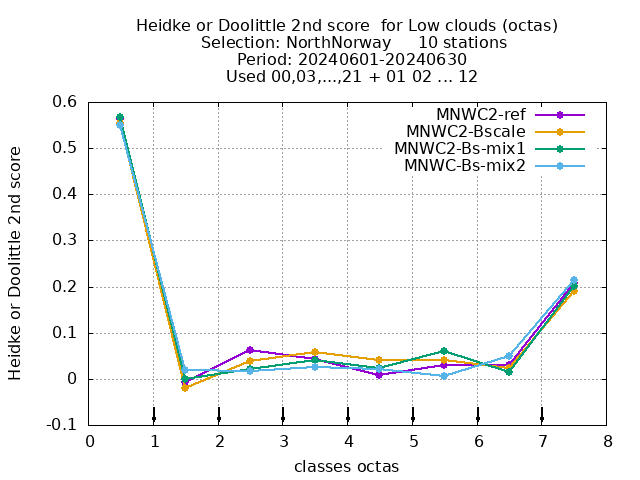 Heidke or Doolittle 2nd score  for Low clouds (octas)
Selection: NorthNorway     10 stations
Period: 20240601-20240630
Used 00,03,...,21 + 01 02 ... 12
Heidke or Doolittle 2nd score
0.6
0.5
0.4
0.3
0.2
0.1
0
-0.1
MNWC2-ref
MNWC2-Bscale
MNWC2-Bs-mix1
MNWC-Bs-mix2
0 1 2 3 4 5 6 7 8
classes octas